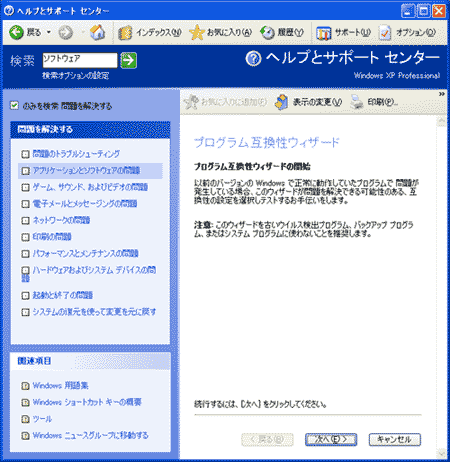 ヘルプとサポート センター
戻る
インデックス(N)
お気に入り(A)
履歴(Y)
サポート(U)
オプション(O)
検索
ソフトウェア
検索オプションの設定
ヘルプとサポート センター
Windows XP Professional
のみを検索 問題を解決する
お気に入りに追加(F)
表示の変更(V)
印刷(P)...
問題を解決する
問題のトラブルシューティング
アプリケーションとソフトウェアの問題
ゲーム、サウンド、およびビデオの問題
電子メールとメッセージングの問題
ネットワークの問題
印刷の問題
パフォーマンスとメンテナンスの問題
ハードウェアおよびシステム デバイスの問
題
起動と終了の問題
システムの復元を使って変更を元に戻す
関連項目
Windows 用語集
Windows ショートカット キーの概要
ツール
Windows ニュースグループに移動する
プログラム互換性ウィザード
プログラム互換性ウィザードの開始
以前のバージョンの Windows で正常に動作していたプログラムで 問題が
発生している場合、このウィザードが問題を解決できる可能性のある、互
換性の設定を選択しテストするお手伝いをします。
注意: このウィザードを古いウイルス検出プログラム、バックアップ プログラ
ム、またはシステム プログラムに使わないことを推奨します。
続行するには、[次へ] をクリックしてください。
< 戻る(B)
次へ(E) >
キャンセル